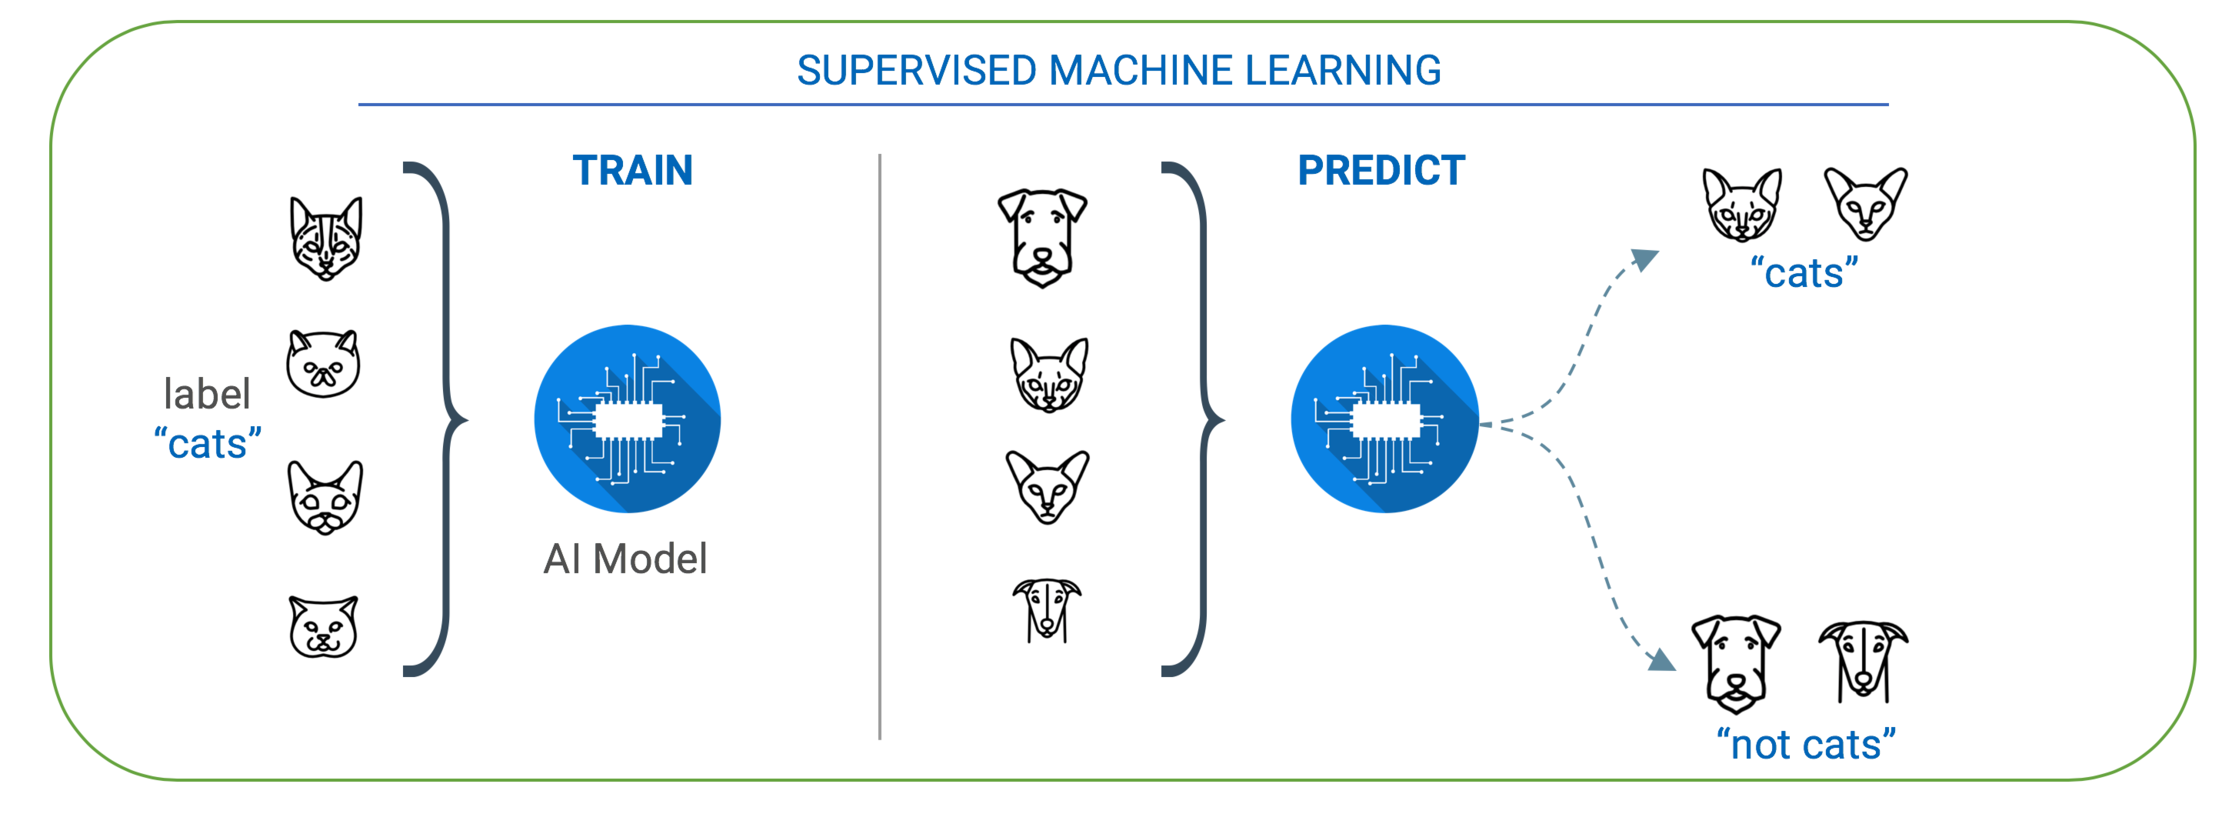 SUPERVISED MACHINE LEARNING
TRAIN
label
“cats”
AI Model
PREDICT
“cats”
“not cats”